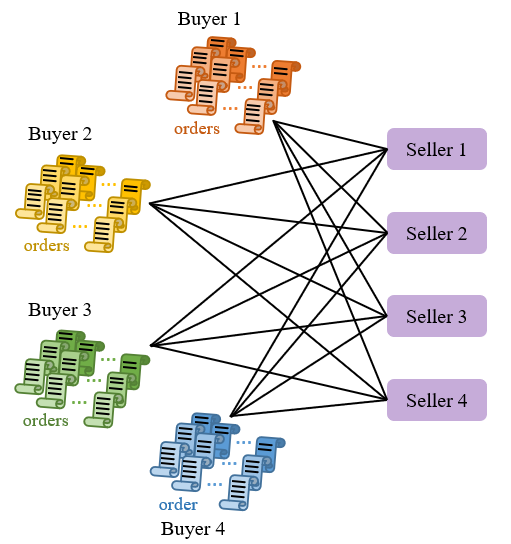 Buyer 1
orders
Buyer 2
orders
Buyer 3
orders
order
Buyer 4
Seller 1
Seller 2
Seller 3
Seller 4